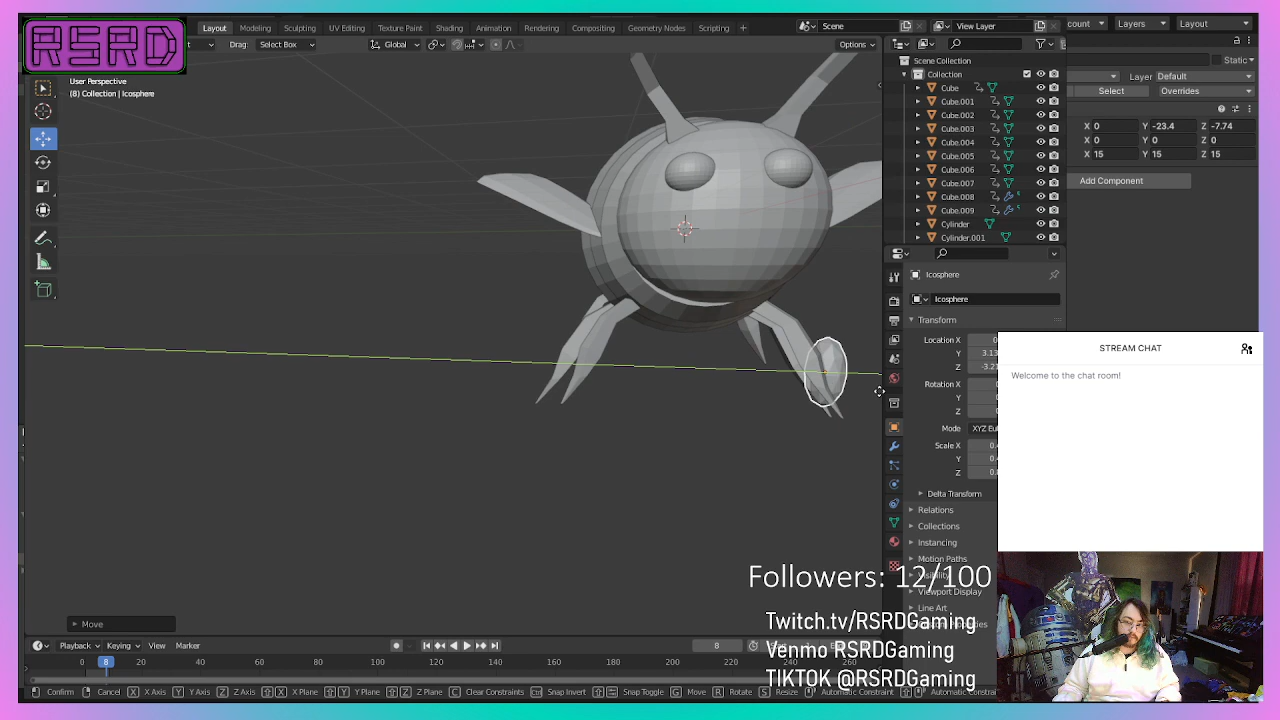 RSRD
Layout Modeling Sculpting UV Editing Texture Paint Shading Animation Rendering Compositing Geometry Nodes Scripting +
Scene View Layer Layers Layout
Drag: Select Box Global Options
User Perspective
(8) Collection | Icosphere
Scene Collection
Collection
Cube
Cube.001
Cube.002
Cube.003
Cube.004
Cube.005
Cube.006
Cube.007
Cube.008
Cube.009
Cylinder
Cylinder.001
Static
Layer Default
Select Overrides
X 0 Y -23.4 Z -7.74
X 0 Y 0 Z 0
X 15 Y 15 Z 15
Add Component
Icosphere
Icosphere
Transform
Location X
Y 3.13
Z
Rotation X
Y
Z
Mode
Scale X
Y
Z
Delta Transform
Relations
Collections
Instancing
Motion Paths
Viewport Display
Line Art
STREAM CHAT
Welcome to the chat room!
Followers: 12/100
Twitch.tv/RSRDGaming
Venmo RSRDGaming
TIKTOK @RSRDGaming
Move
Playback Keying View Marker 8
0 8 20 40 60 80 100 120 140 160 180 200 220
Confirm X Cancel X X Axis Y Y Axis Z Z Axis X X Plane Y Y Plane Z Z Plane C Clear Constraints Snap Invert Snap Toggle G Move R Rotate S Resize Automatic Constraint